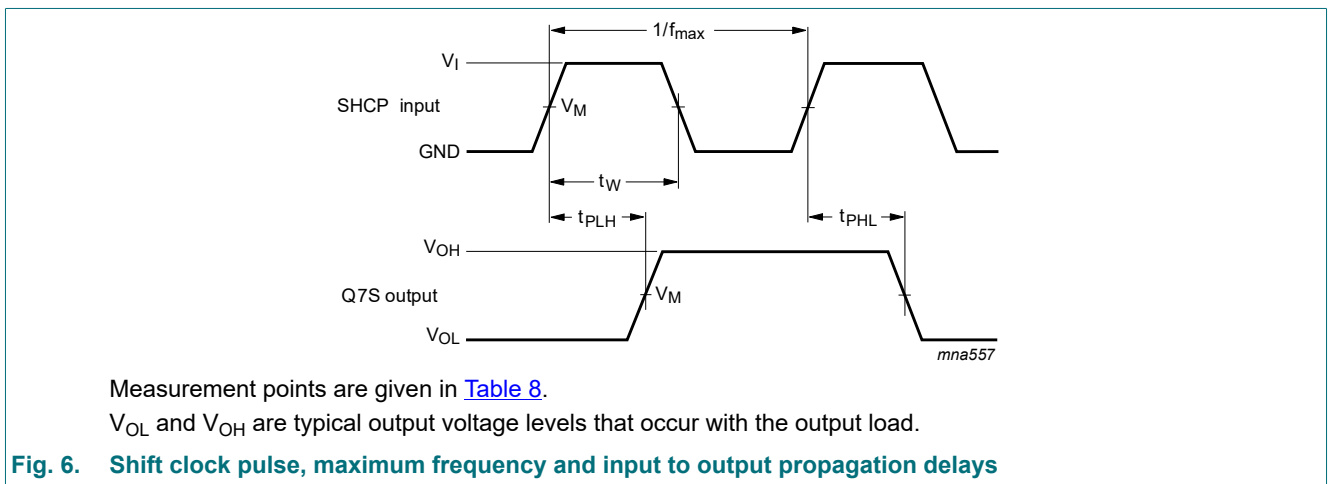 1/fmax
VI
SHCP input
VM
GND
tW
tPLH
tPHL
VOH
Q7S output
VM
VOL
mna557
Measurement points are given in Table 8.
VOL and VOH are typical output voltage levels that occur with the output load.
Fig. 6. Shift clock pulse, maximum frequency and input to output propagation delays